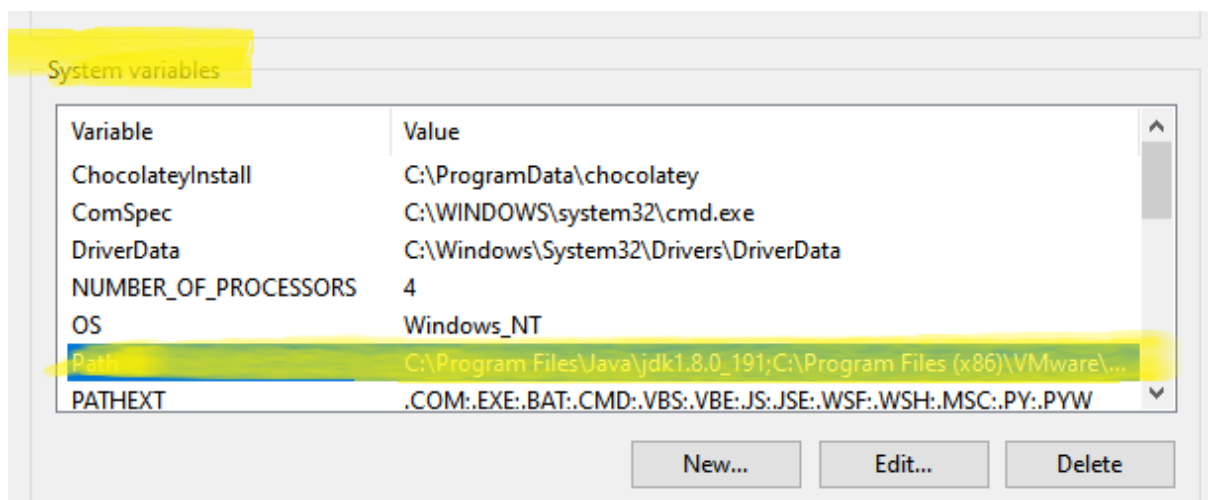 System variables
Variable Value
ChocolateyInstall C:\ProgramData\chocolatey
ComSpec C:\WINDOWS\system32\cmd.exe
DriverData C:\Windows\System32\Drivers\DriverData
NUMBER_OF_PROCESSORS 4
OS Windows_NT
Path C:\Program Files\Java\jdk1.8.0_191;C:\Program Files (x86)\VMware\...
PATHEXT .COM;.EXE;.BAT;.CMD;.VBS;.VBE;.JS;.JSE;.WSF;.WSH;.MSC;.PY;.PYW
New... Edit... Delete